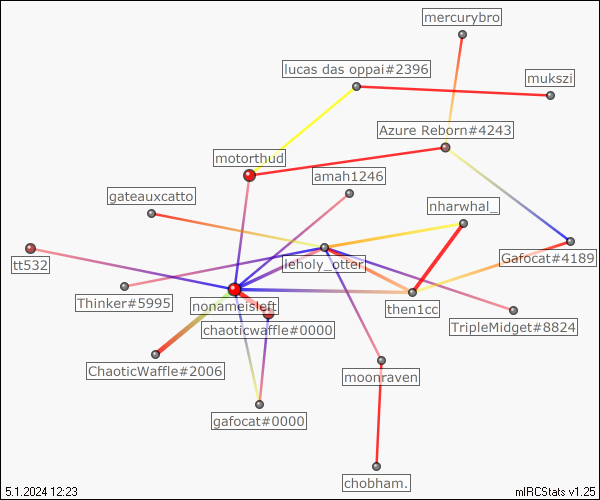 mercurybro
lucas das oppai#2396
mukszi
Azure Reborn#4243
motorthud
amah1246
gateauxcatto
nharwhal_
leholy_otter
Gafocat#4189
tt532
Thinker#5995
nonameisleft
then1cc
chaoticwaffle#0000
TripleMidget#8824
ChaoticWaffle#2006
moonraven
gafocat#0000
chobham.
5.1.2024 12:23
mIRCStats v1.25